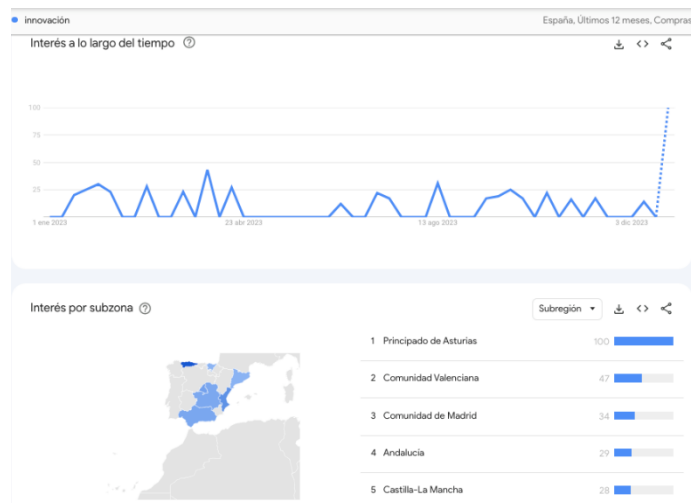 innovación
España, Últimos 12 meses, Compras
Interés a lo largo del tiempo
100
75
50
25
1 ene 2023
23 abr 2023
13 ago 2023
3 dic 2023
Interés por subzona
Subregión
1 Principado de Asturias 100
2 Comunidad Valenciana 47
3 Comunidad de Madrid 34
4 Andalucía 29
5 Castilla-La Mancha 28